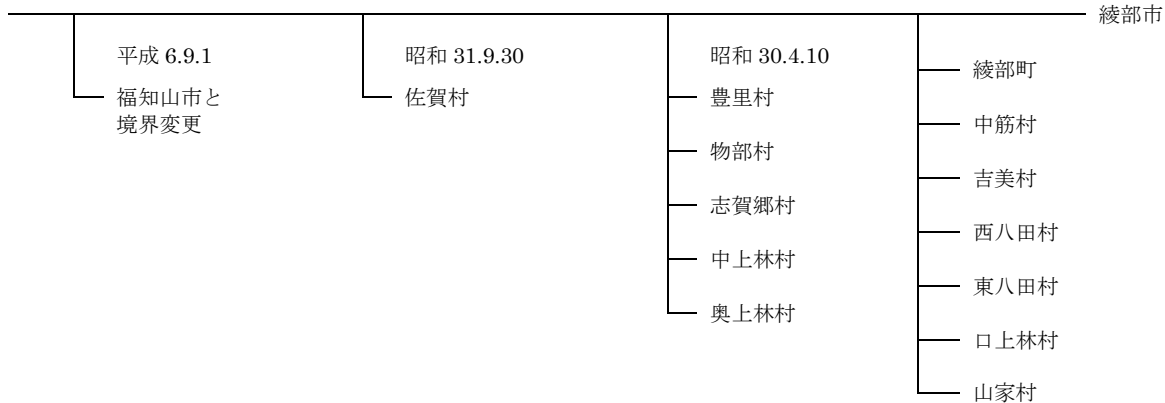 綾部市
平成 6.9.1
福知山市と
境界変更
昭和 31.9.30
佐賀村
昭和 30.4.10
豊里村
物部村
志賀郷村
中上林村
奥上林村
綾部町
中筋村
吉美村
西八田村
東八田村
口上林村
山家村